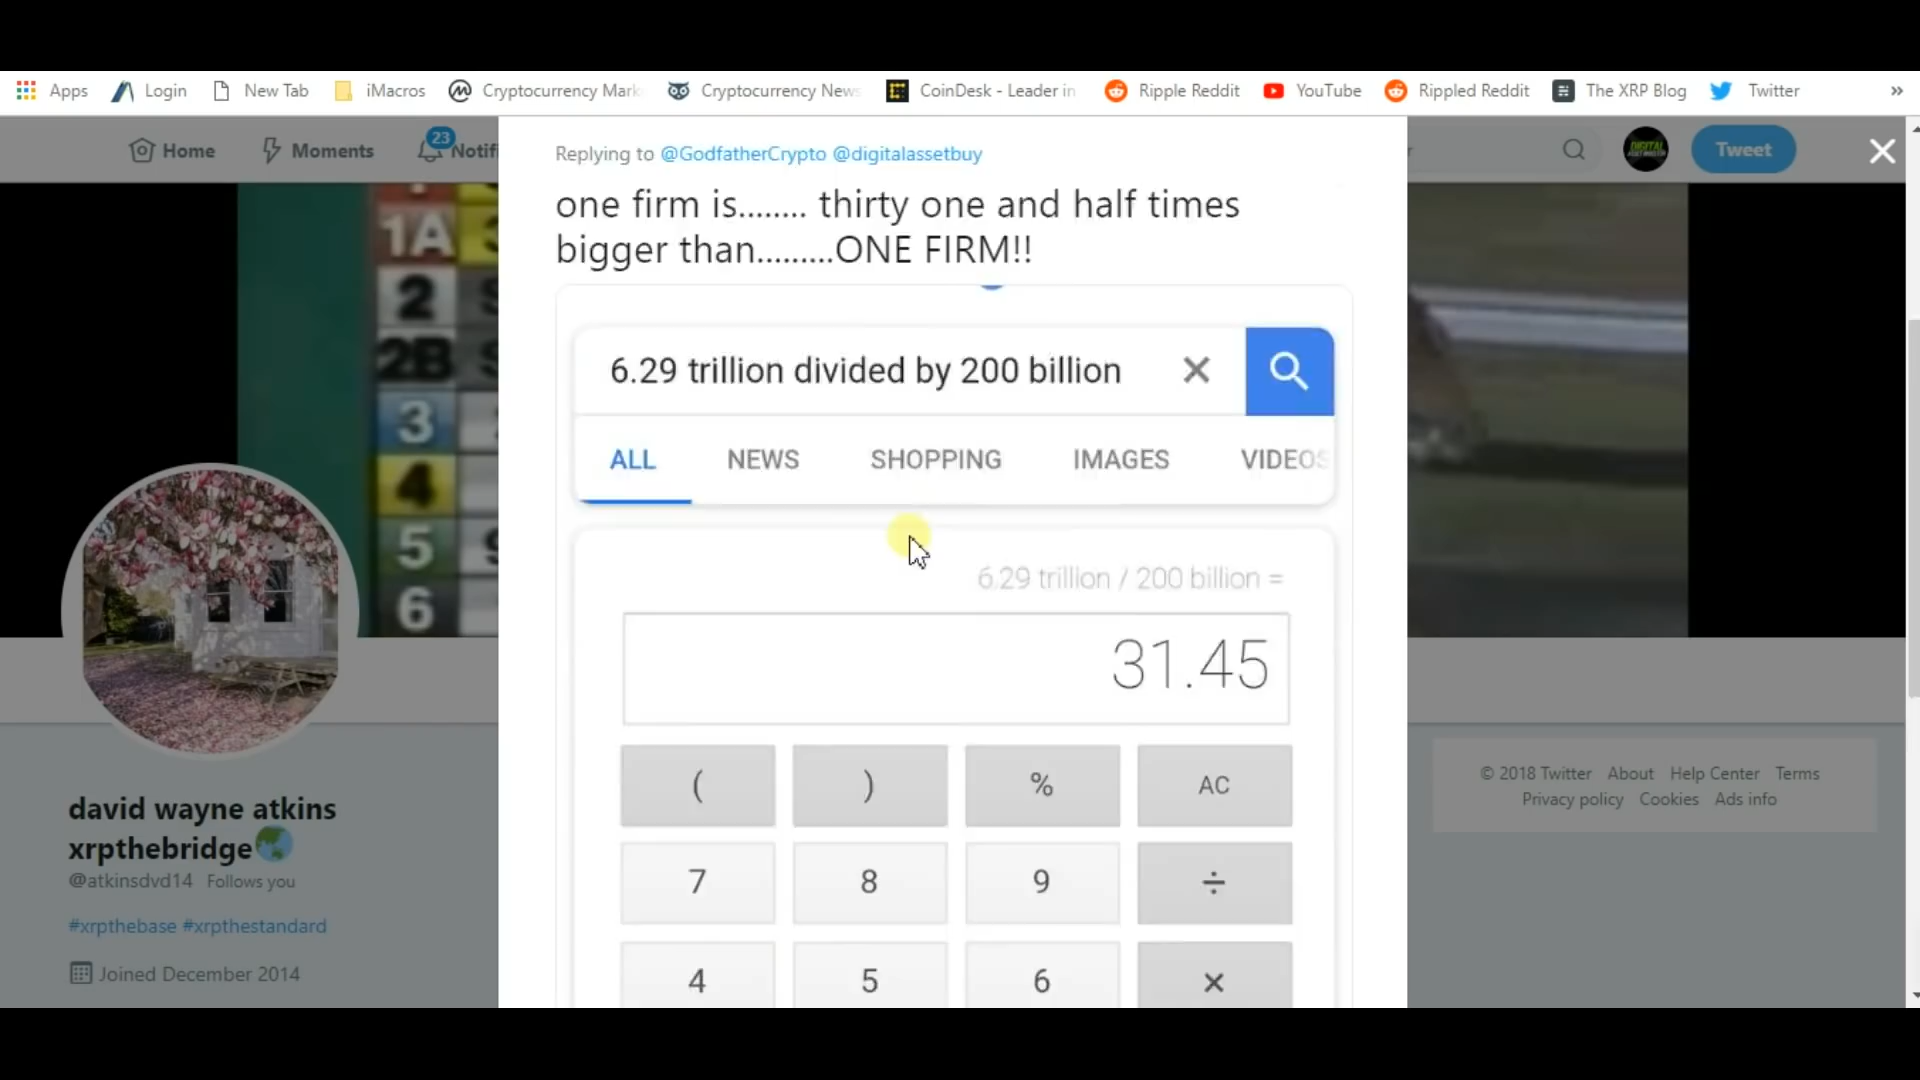 Apps Login New Tab iMacros Cryptocurrency Mark Cryptocurrency News CoinDesk - Leader in Ripple Reddit YouTube Rippled Reddit The XRP Blog Twitter »
Home Moments 23 Notifi Tweet
Replying to @GodfatherCrypto @digitalassetbuy
one firm is........ thirty one and half times
bigger than.........ONE FIRM!!
6.29 trillion divided by 200 billion
ALL NEWS SHOPPING IMAGES VIDEOS
6.29 trillion / 200 billion =
31.45
( ) % AC
7 8 9 ÷
4 5 6 ×
1A
2
2B
3
4
5
6
david wayne atkins
xrpthebridge
@atkinsdvd14 Follows you
#xrpthebase #xrpthestandard
Joined December 2014
© 2018 Twitter About Help Center Terms
Privacy policy Cookies Ads info